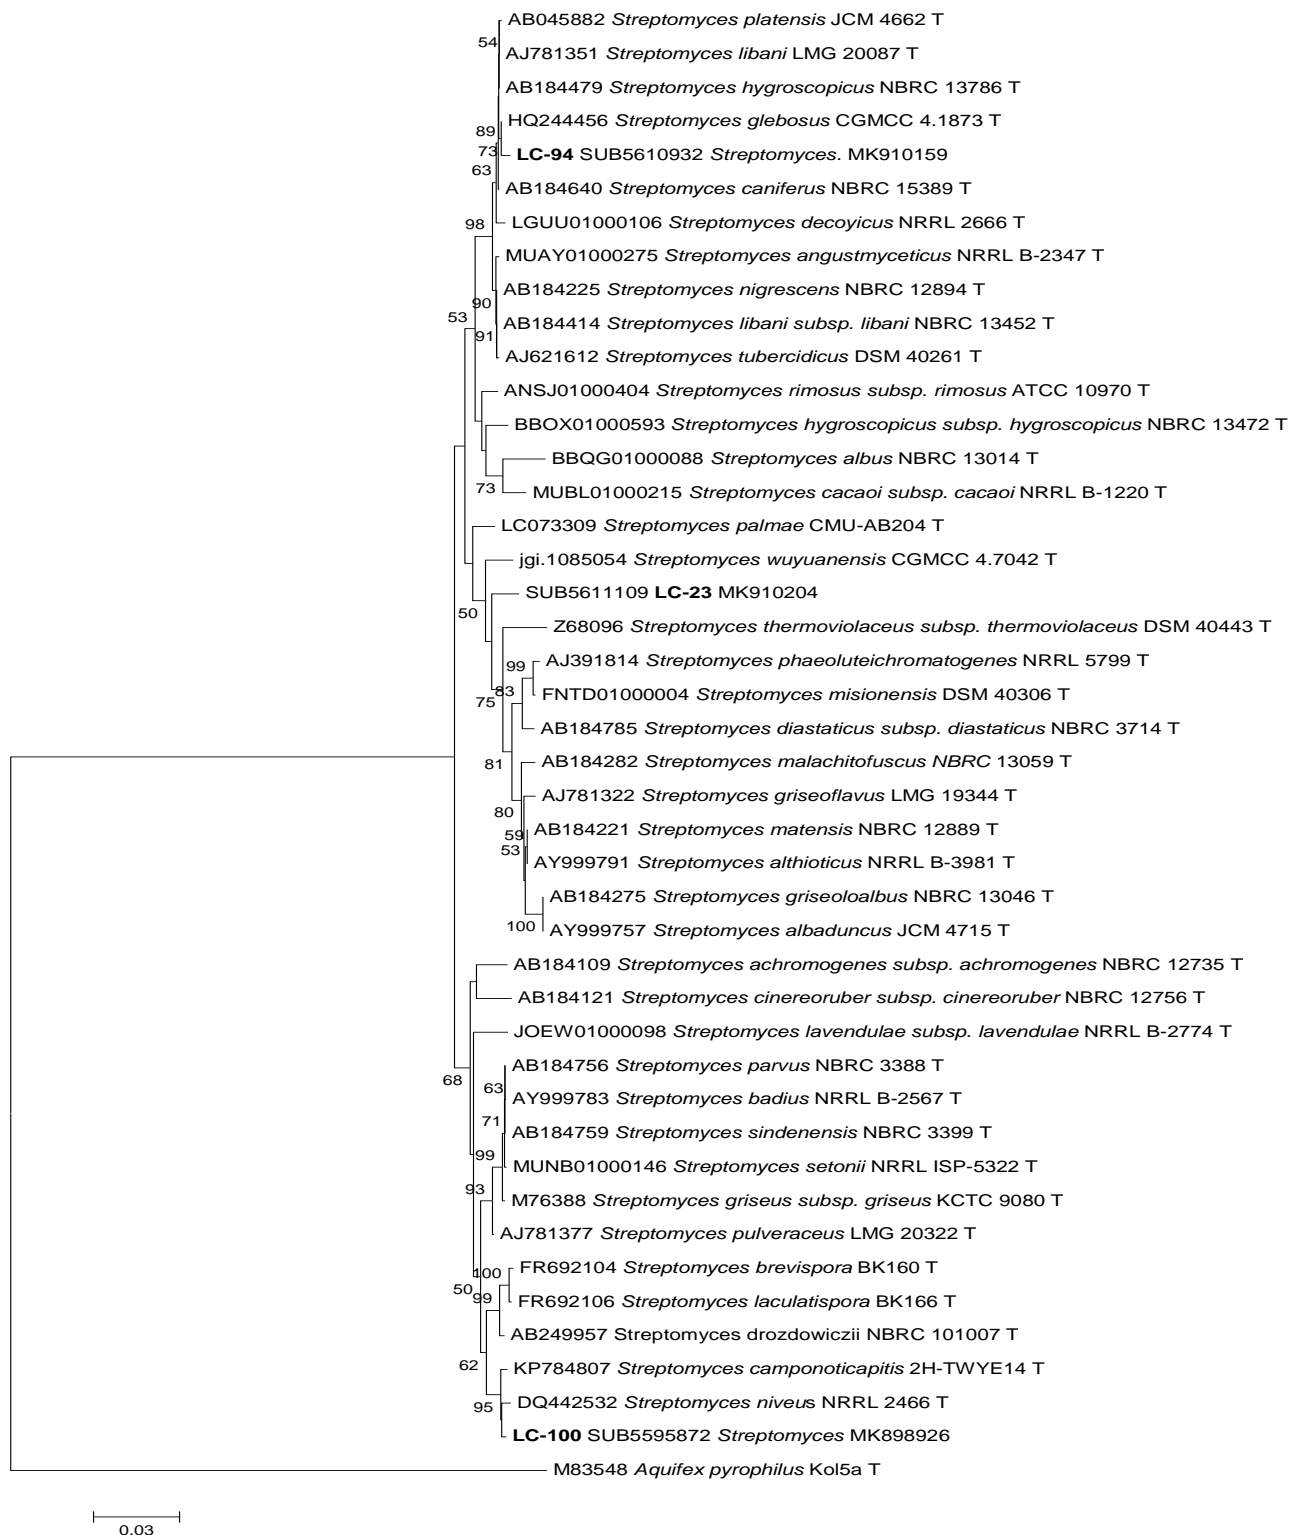 AB045882 Streptomyces platensis JCM 4662 T
54
AJ781351 Streptomyces libani LMG 20087 T
AB184479 Streptomyces hygroscopicus NBRC 13786 T
HQ244456 Streptomyces glebosus CGMCC 4.1873 T
89
73
LC-94 SUB5610932 Streptomyces. MK910159
63
AB184640 Streptomyces caniferus NBRC 15389 T
98
LGUU01000106 Streptomyces decoyicus NRRL 2666 T
MUAY01000275 Streptomyces angustmyceticus NRRL B-2347 T
AB184225 Streptomyces nigrescens NBRC 12894 T
90
53
AB184414 Streptomyces libani subsp. libani NBRC 13452 T
91
AJ621612 Streptomyces tubercidicus DSM 40261 T
ANSJ01000404 Streptomyces rimosus subsp. rimosus ATCC 10970 T
BBOX01000593 Streptomyces hygroscopicus subsp. hygroscopicus NBRC 13472 T
BBQG01000088 Streptomyces albus NBRC 13014 T
73
MUBL01000215 Streptomyces cacaoi subsp. cacaoi NRRL B-1220 T
LC073309 Streptomyces palmae CMU-AB204 T
jgi.1085054 Streptomyces wuyuanensis CGMCC 4.7042 T
SUB5611109 LC-23 MK910204
50
Z68096 Streptomyces thermoviolaceus subsp. thermoviolaceus DSM 40443 T
99
AJ391814 Streptomyces phaeoluteichromatogenes NRRL 5799 T
83
75
FNTD01000004 Streptomyces misionensis DSM 40306 T
AB184785 Streptomyces diastaticus subsp. diastaticus NBRC 3714 T
81
AB184282 Streptomyces malachitofuscus NBRC 13059 T
AJ781322 Streptomyces griseoflavus LMG 19344 T
80
59
AB184221 Streptomyces matensis NBRC 12889 T
53
AY999791 Streptomyces althioticus NRRL B-3981 T
AB184275 Streptomyces griseoloalbus NBRC 13046 T
100
AY999757 Streptomyces albaduncus JCM 4715 T
AB184109 Streptomyces achromogenes subsp. achromogenes NBRC 12735 T
AB184121 Streptomyces cinereoruber subsp. cinereoruber NBRC 12756 T
JOEW01000098 Streptomyces lavendulae subsp. lavendulae NRRL B-2774 T
AB184756 Streptomyces parvus NBRC 3388 T
68
63
AY999783 Streptomyces badius NRRL B-2567 T
71
AB184759 Streptomyces sindenensis NBRC 3399 T
99
MUNB01000146 Streptomyces setonii NRRL ISP-5322 T
93
M76388 Streptomyces griseus subsp. griseus KCTC 9080 T
AJ781377 Streptomyces pulveraceus LMG 20322 T
100
FR692104 Streptomyces brevispora BK160 T
50
99
FR692106 Streptomyces laculatispora BK166 T
AB249957 Streptomyces drozdowiczii NBRC 101007 T
62
KP784807 Streptomyces camponoticapitis 2H-TWYE14 T
95
DQ442532 Streptomyces niveus NRRL 2466 T
LC-100 SUB5595872 Streptomyces MK898926
M83548 Aquifex pyrophilus Kol5a T
0.03